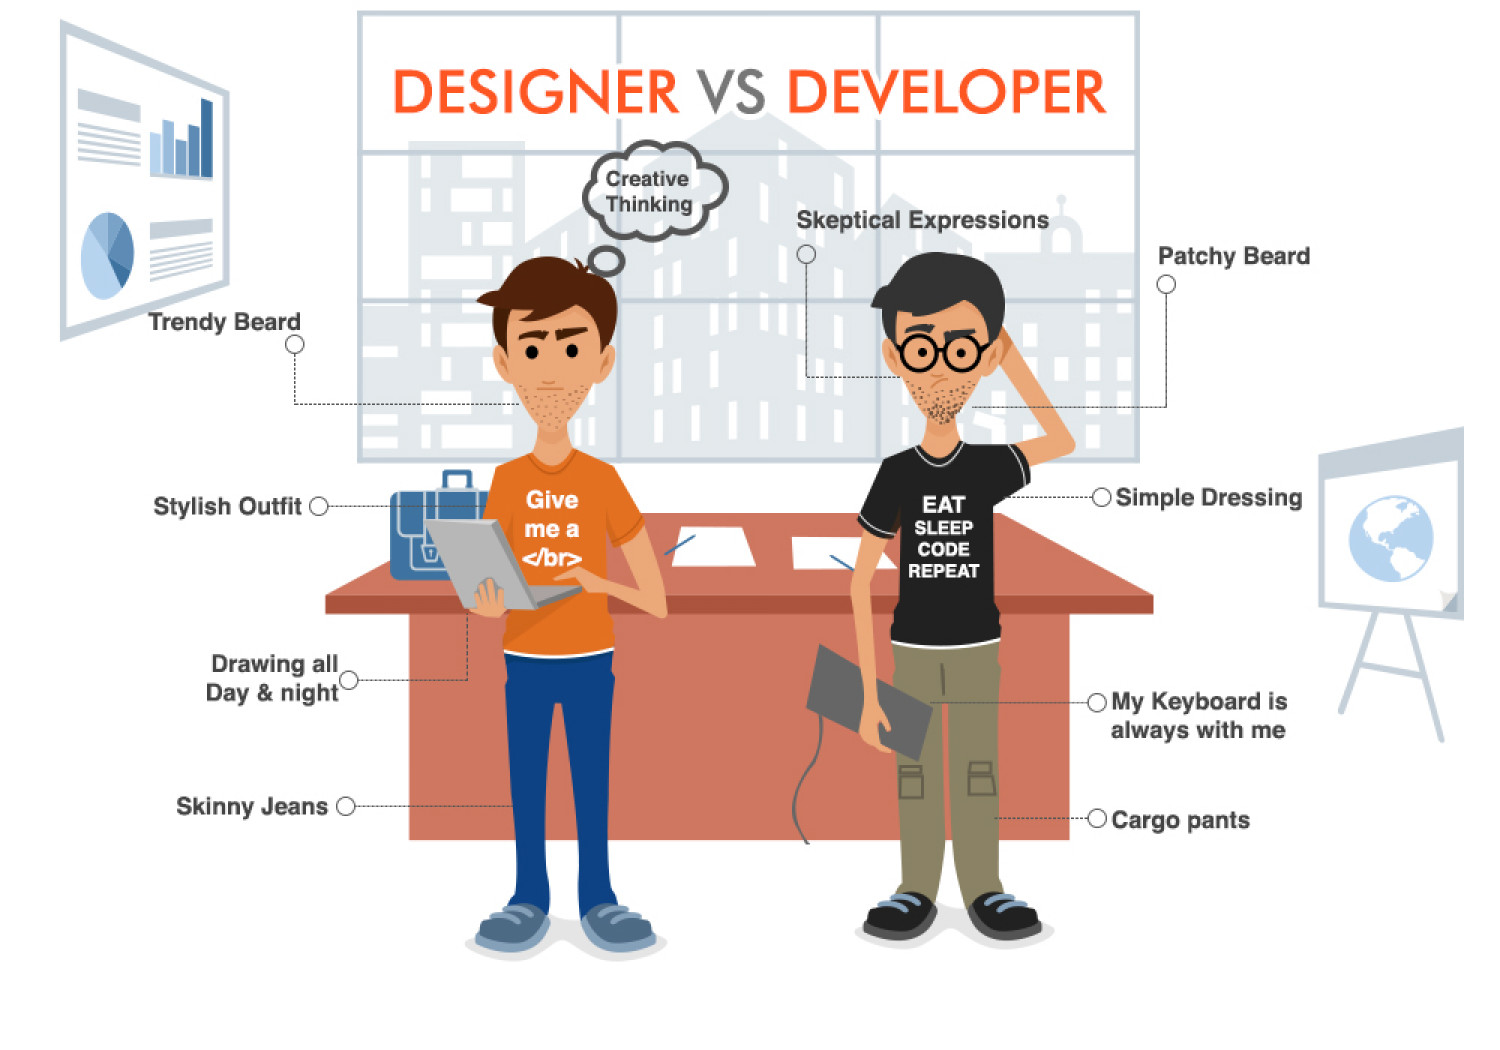 DESIGNER VS DEVELOPER
Creative
Thinking
Skeptical Expressions
Patchy Beard
Trendy Beard
Stylish Outfit
Give
me a
</br>
EAT
SLEEP
CODE
REPEAT
Simple Dressing
Drawing all
Day & night
My Keyboard is
always with me
Skinny Jeans
Cargo pants